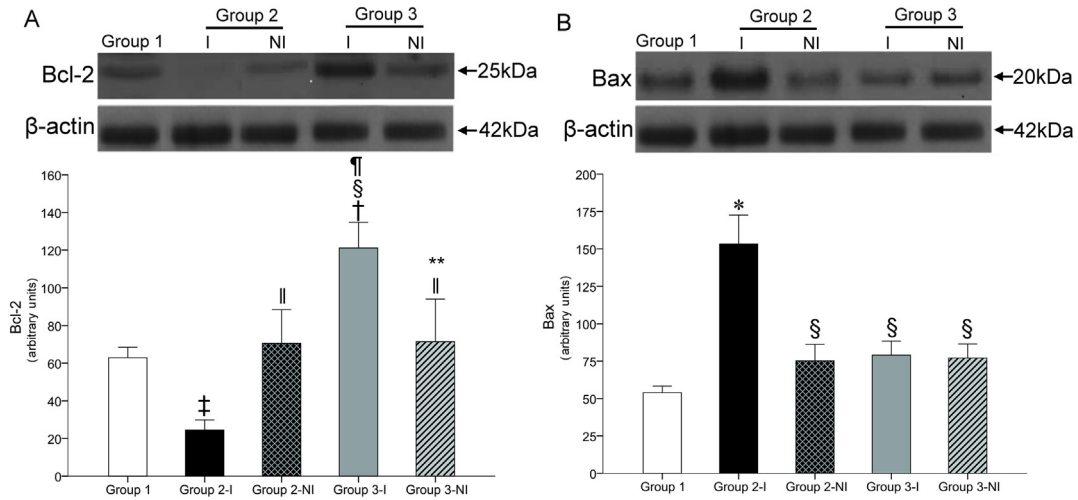 A
Group 2
Group 3
Group 1
I
NI
I
NI
Bcl-2
←25kDa
β-actin
←42kDa
¶
§
†
‡
‖
**
‖
160
140
120
100
80
60
40
20
0
Bcl-2
(arbitrary units)
Group 1
Group 2-I
Group 2-NI
Group 3-I
Group 3-NI
B
Group 2
Group 3
Group 1
I
NI
I
NI
Bax
←20kDa
β-actin
←42kDa
*
§
§
§
200
175
150
125
100
75
50
25
0
Bax
(arbitrary units)
Group 1
Group 2-I
Group 2-NI
Group 3-I
Group 3-NI